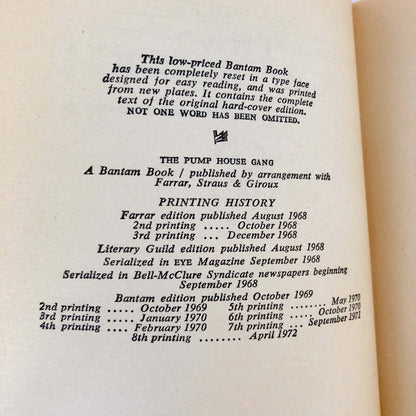 This low-priced Bantam Book
has been completely reset in a type face
designed for easy reading, and was printed
from new plates. It contains the complete
text of the original hard-cover edition.
NOT ONE WORD HAS BEEN OMITTED.
THE PUMP HOUSE GANG
A Bantam Book / published by arrangement with
Farrar, Straus & Giroux
PRINTING HISTORY
Farrar edition published August 1968
2nd printing ..... October 1968
3rd printing ... December 1968
Literary Guild edition published August 1968
Serialized in EYE Magazine September 1968
Serialized in Bell-McClure Syndicate newspapers beginning
September 1968
Bantam edition published October 1969
2nd printing ..... October 1969 5th printing ........ May 1970
3rd printing ..... January 1970 6th printing ..... October 1970
4th printing .... February 1970 7th printing ... September 1971
8th printing ...... April 1972